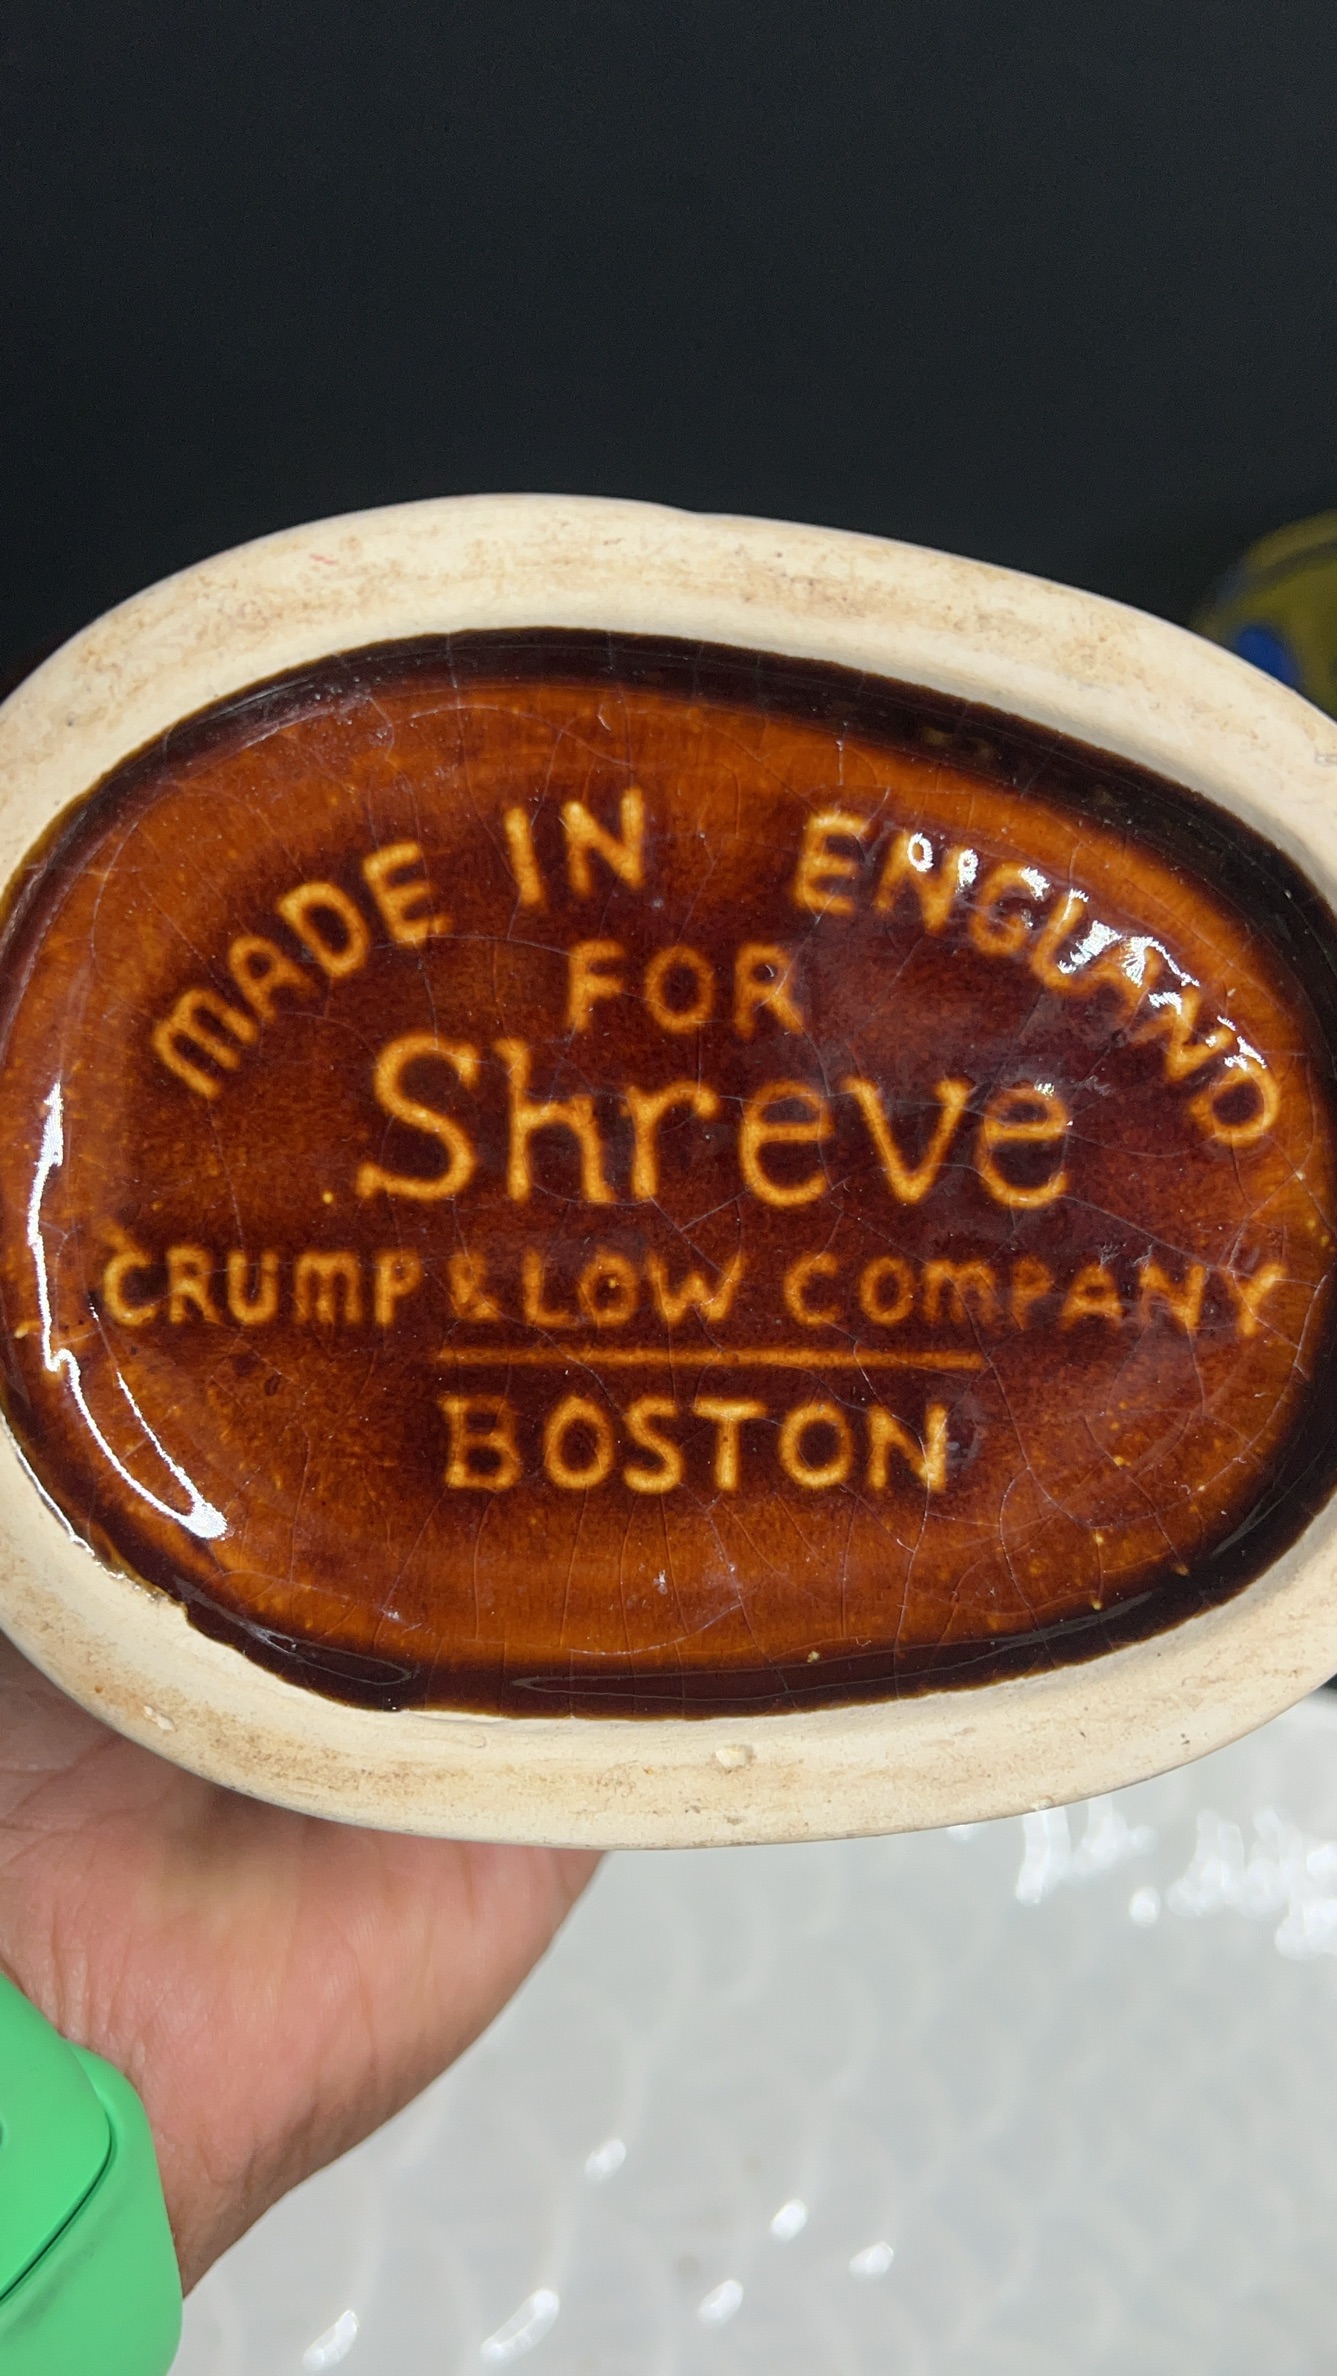 MADE IN ENGLAND
FOR
Shreve
CRUMP & LOW COMPANY
BOSTON